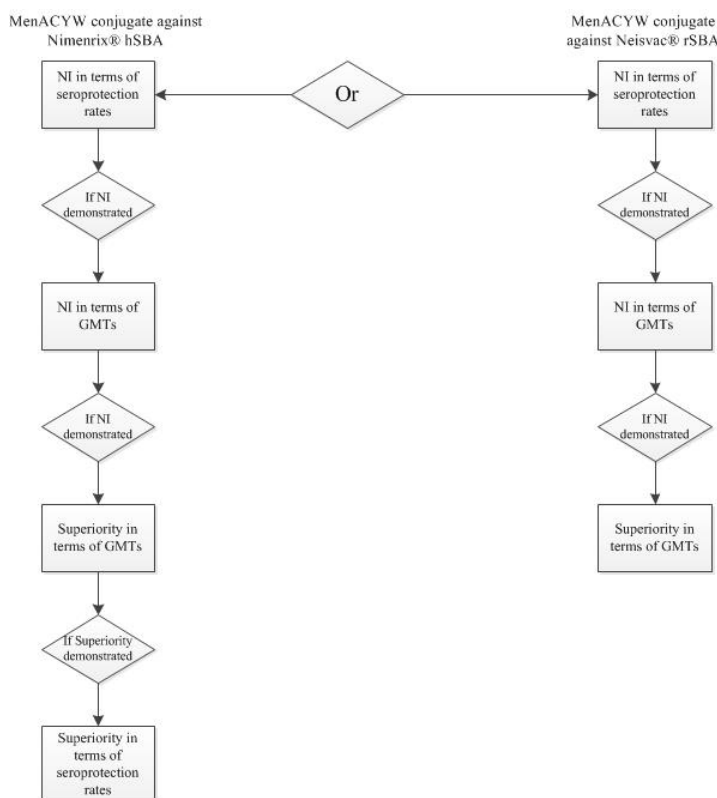 MenACYW conjugate against
Nimenrix® hSBA
MenACYW conjugate
against Neisvac® rSBA
NI in terms of
seroprotection
rates
Or
NI in terms of
seroprotection
rates
If NI
demonstrated
If NI
demonstrated
NI in terms of
GMTs
NI in terms of
GMTs
If NI
demonstrated
If NI
demonstrated
Superiority in
terms of GMTs
Superiority in
terms of GMTs
If Superiority
demonstrated
Superiority in
terms of
seroprotection
rates